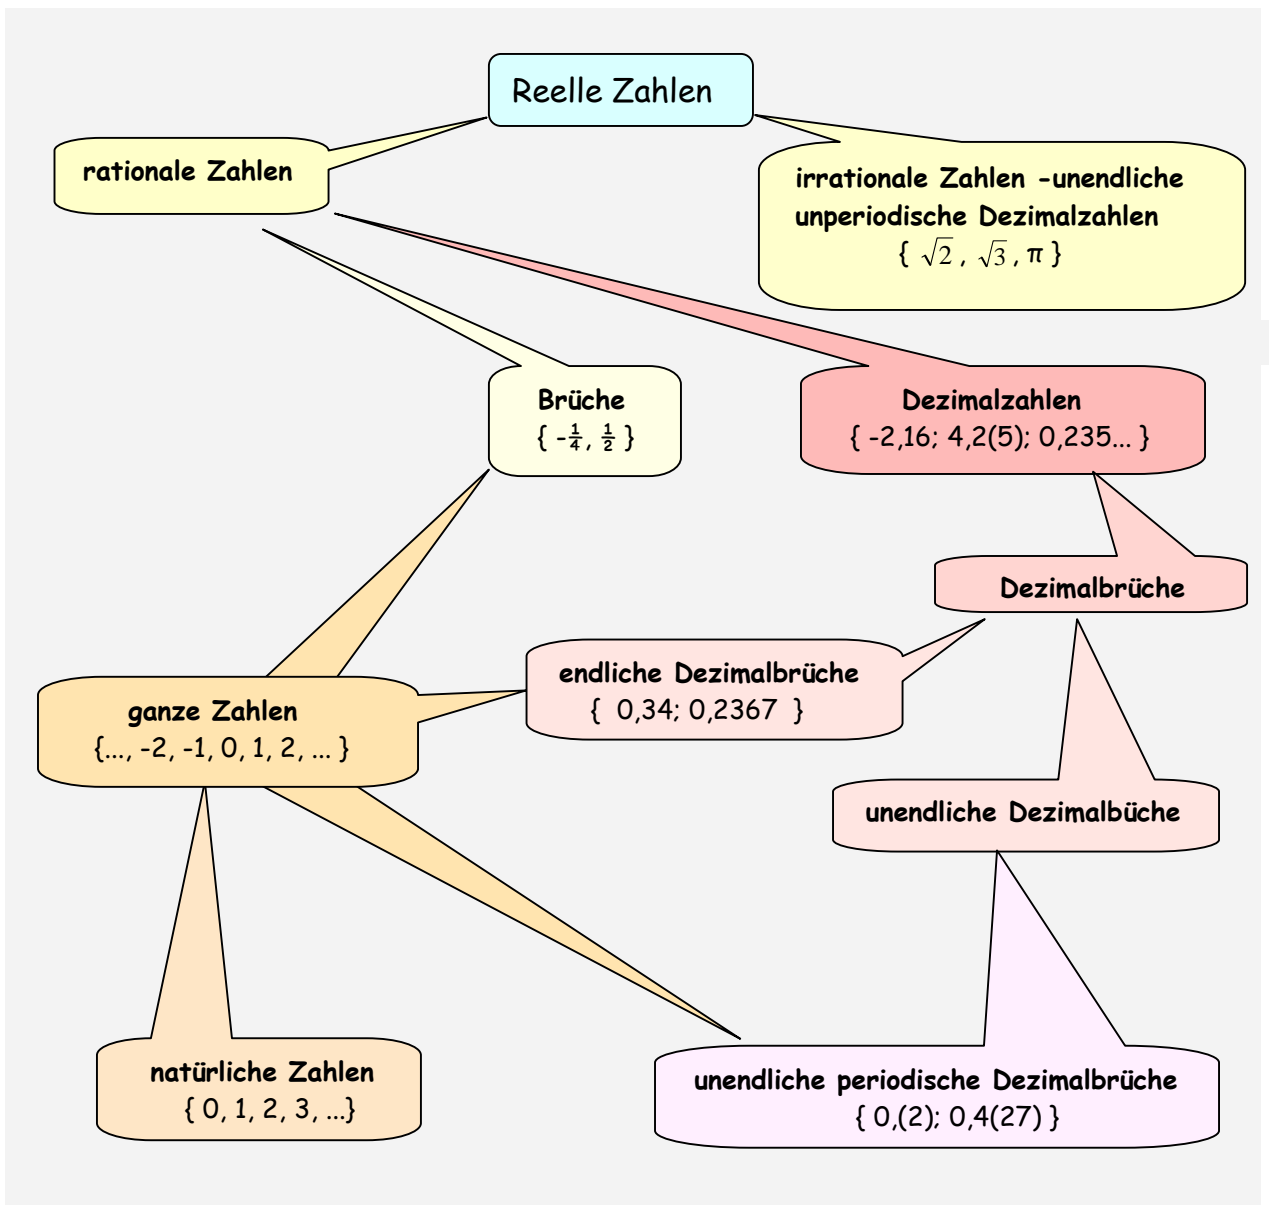 Reelle Zahlen
rationale Zahlen
irrationale Zahlen -unendliche
unperiodische Dezimalzahlen
{ √2 , √3 , π }
Brüche
{ -¼, ½ }
Dezimalzahlen
{ -2,16; 4,2(5); 0,235... }
Dezimalbrüche
endliche Dezimalbrüche
{ 0,34; 0,2367 }
ganze Zahlen
{..., -2, -1, 0, 1, 2, ... }
unendliche Dezimalbüche
natürliche Zahlen
{ 0, 1, 2, 3, ...}
unendliche periodische Dezimalbrüche
{ 0,(2); 0,4(27) }